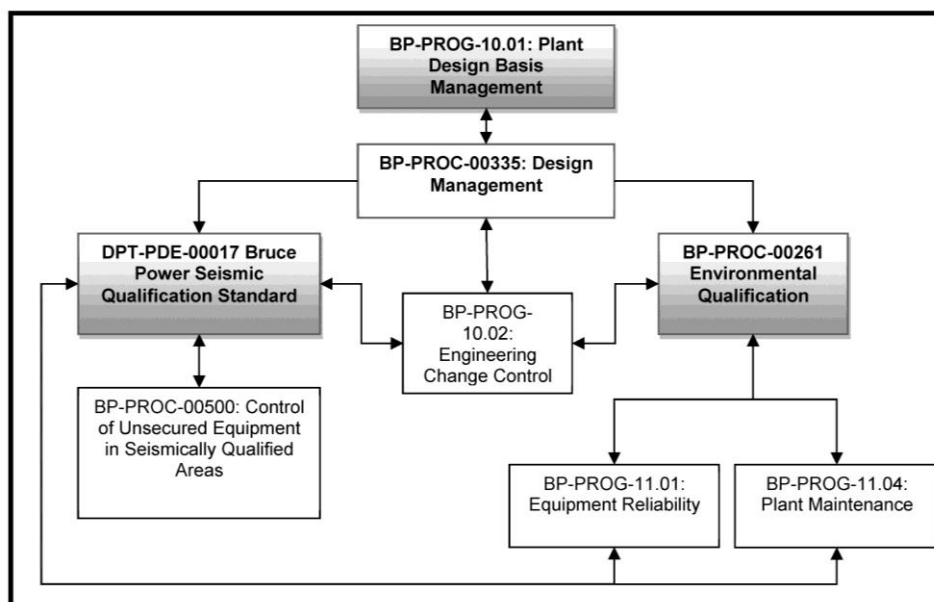 BP-PROG-10.01: Plant
Design Basis
Management
BP-PROC-00335: Design
Management
DPT-PDE-00017 Bruce
Power Seismic
Qualification Standard
BP-PROC-00261
Environmental
Qualification
BP-PROG-
10.02:
Engineering
Change Control
BP-PROC-00500: Control
of Unsecured Equipment
in Seismically Qualified
Areas
BP-PROG-11.01:
Equipment Reliability
BP-PROG-11.04:
Plant Maintenance